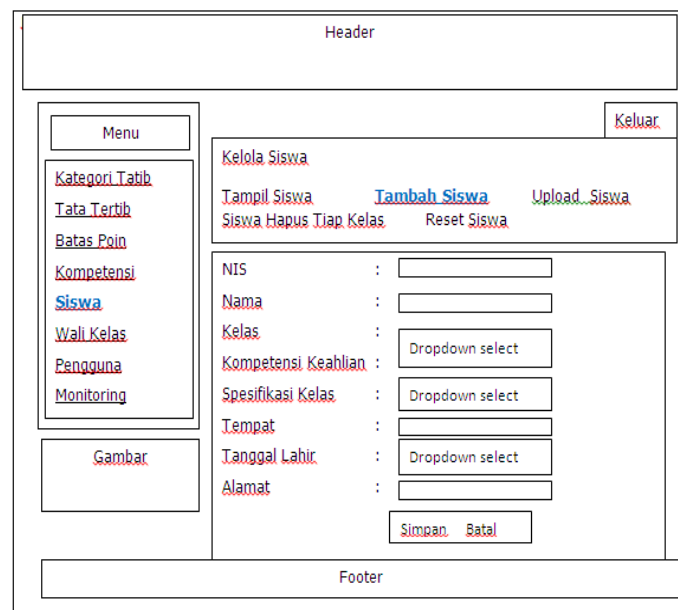 Header
Keluar
Menu
Kategori Tatib
Tata Tertib
Batas Poin
Kompetensi
Siswa
Wali Kelas
Pengguna
Monitoring
Gambar
Kelola Siswa
Tampil Siswa Tambah Siswa Upload Siswa
Siswa Hapus Tiap Kelas Reset Siswa
NIS :
Nama :
Kelas :
Dropdown select
Kompetensi Keahlian :
Spesifikasi Kelas : Dropdown select
Tempat :
Tanggal Lahir : Dropdown select
Alamat :
Simpan Batal
Footer